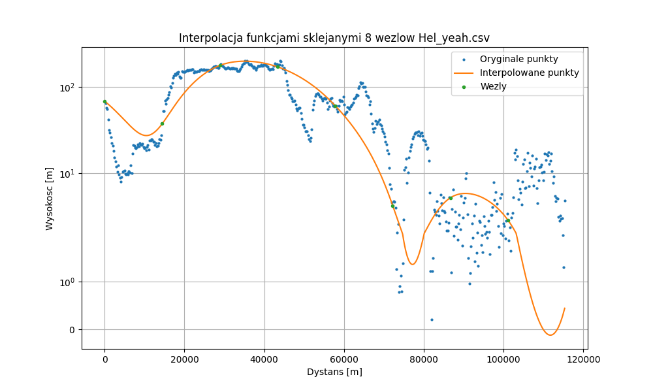 Interpolacja funkcjami sklejanymi 8 wezlow Hel_yeah.csv
Oryginale punkty
Interpolowane punkty
Wezly
Wysokosc [m]
10²
10¹
10⁰
0
0 20000 40000 60000 80000 100000 120000
Dystans [m]